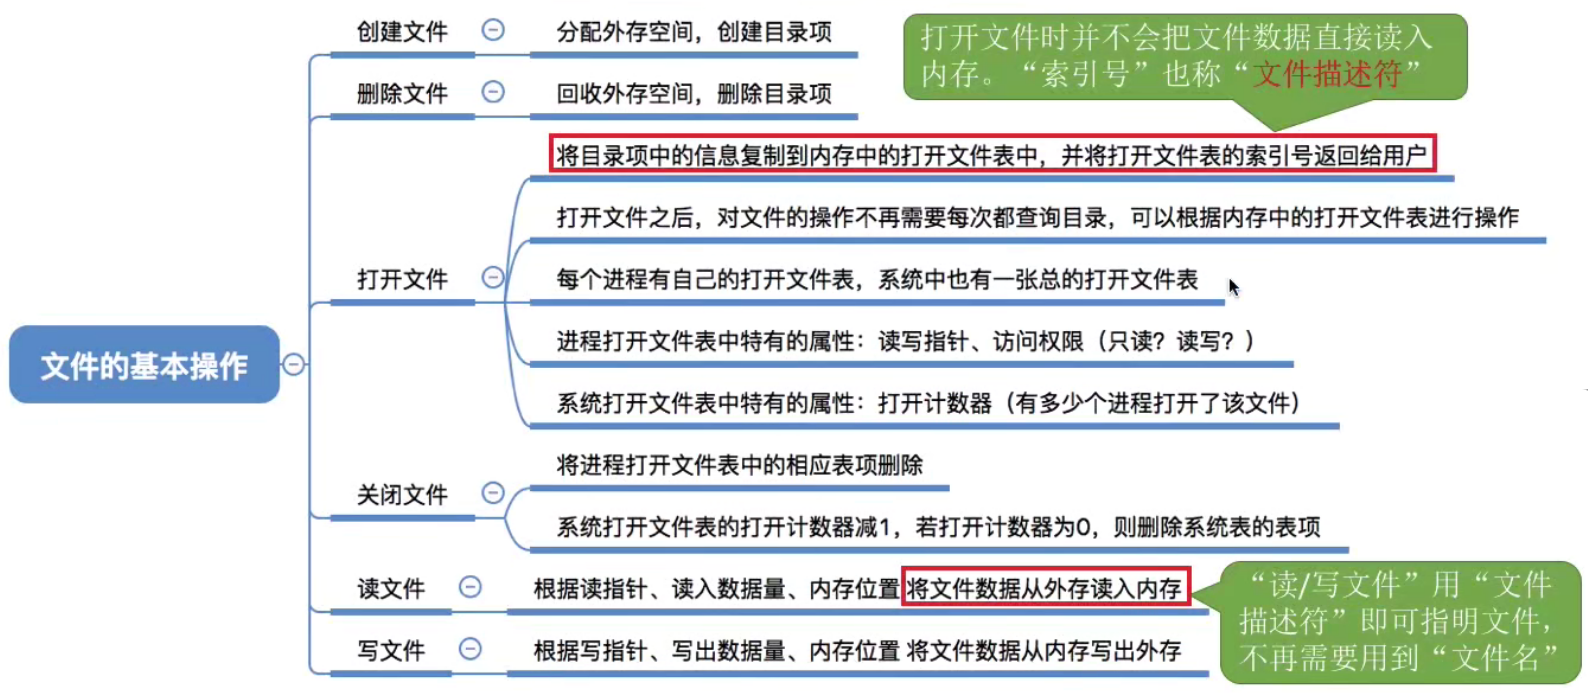 文件的基本操作
创建文件
分配外存空间，创建目录项
删除文件
回收外存空间，删除目录项
打开文件时并不会把文件数据直接读入
内存。“索引号”也称“文件描述符”
打开文件
将目录项中的信息复制到内存中的打开文件表中，并将打开文件表的索引号返回给用户
打开文件之后，对文件的操作不再需要每次都查询目录，可以根据内存中的打开文件表进行操作
每个进程有自己的打开文件表，系统中也有一张总的打开文件表
进程打开文件表中特有的属性：读写指针、访问权限（只读？读写？）
系统打开文件表中特有的属性：打开计数器（有多少个进程打开了该文件）
关闭文件
将进程打开文件表中的相应表项删除
系统打开文件表的打开计数器减1，若打开计数器为0，则删除系统表的表项
读文件
根据读指针、读入数据量、内存位置 将文件数据从外存读入内存
写文件
根据写指针、写出数据量、内存位置 将文件数据从内存写出外存
“读/写文件”用“文件
描述符”即可指明文件，
不再需要用到“文件名”